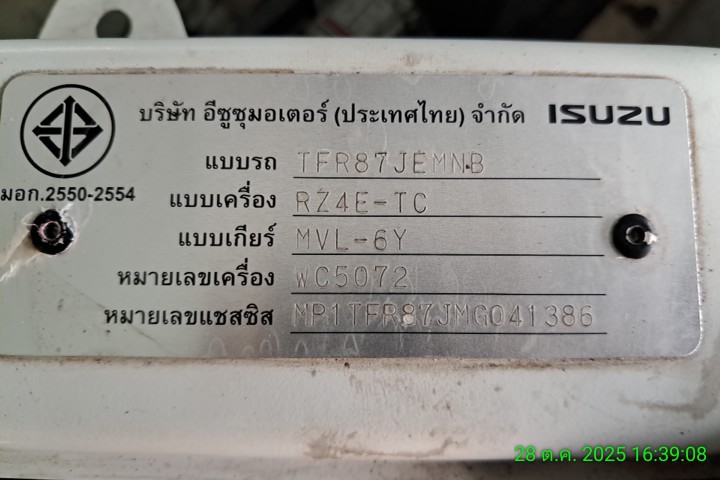 บริษัท อีซูซุมอเตอร์ (ประเทศไทย) จำกัด ISUZU
แบบรถ TFR87JEMNB
มอก.2550-2554
แบบเครื่อง RZ4E-TC
แบบเกียร์ MVL-6Y
หมายเลขเครื่อง WC5072
หมายเลขแชสซิส MP1TFR87JMG041386
28 ต.ค. 2025 16:39:08